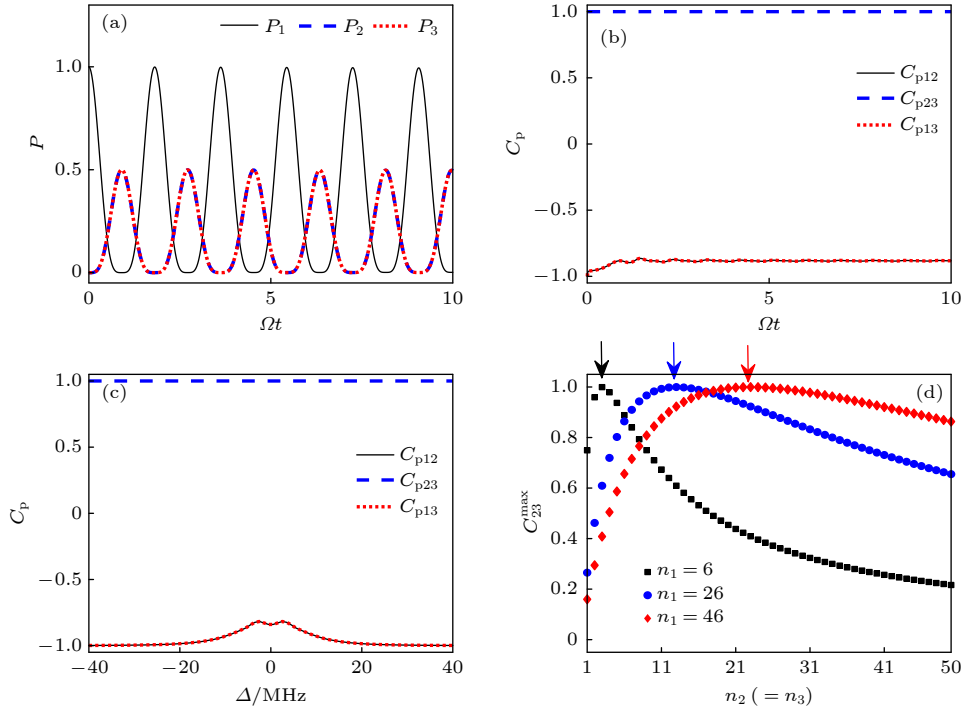 (a)
P₁ P₂ P₃
1.0
0.5
0
P
0 5 10
Ωt
(b)
1.0
0
−0.5
−1.0
Cₚ
Cₚ₁₂
Cₚ₂₃
Cₚ₁₃
0 5 10
Ωt
(c)
1.0
0.5
0
−0.5
−1.0
Cₚ
Cₚ₁₂
Cₚ₂₃
Cₚ₁₃
−40 −20 0 20 40
Δ/MHz
(d)
1.0
0.8
0.6
0.4
0.2
0
C₂₃ᵐᵃˣ
n₁ = 6
n₁ = 26
n₁ = 46
1 11 21 31 41 50
n₂ ( = n₃)